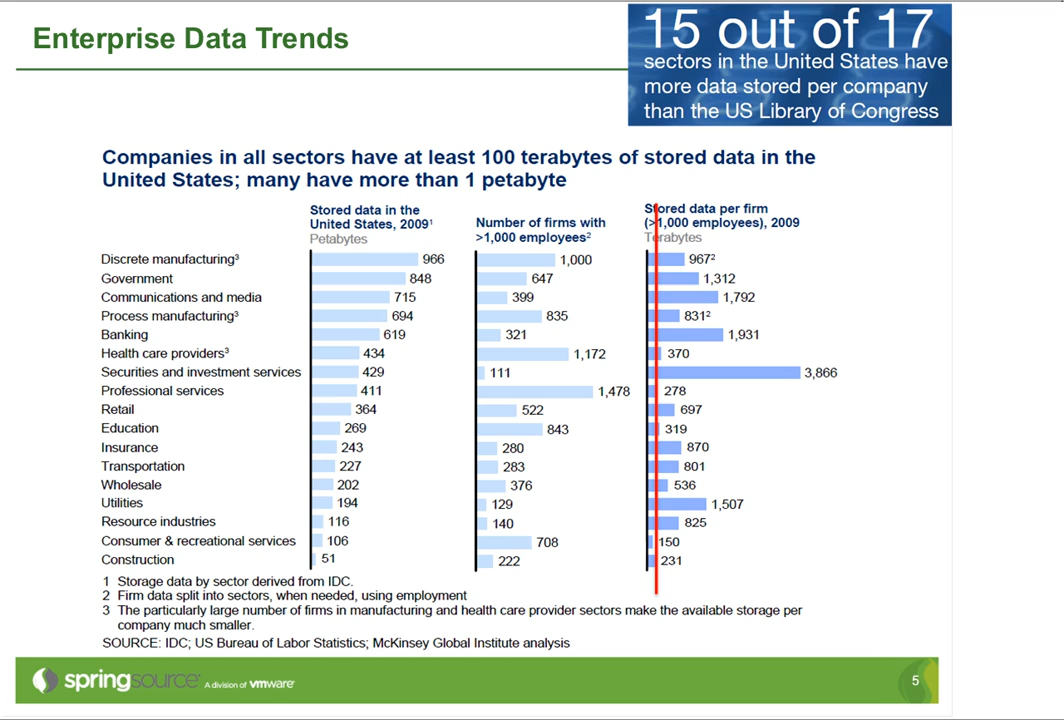 Enterprise Data Trends
15 out of 17
sectors in the United States have
more data stored per company
than the US Library of Congress
Companies in all sectors have at least 100 terabytes of stored data in the
United States; many have more than 1 petabyte
Stored data in the
United States, 2009¹
Petabytes
Number of firms with
>1,000 employees²
Stored data per firm
(>1,000 employees), 2009
Terabytes
Discrete manufacturing³ 966 1,000 967²
Government 848 647 1,312
Communications and media 715 399 1,792
Process manufacturing³ 694 835 831²
Banking 619 321 1,931
Health care providers³ 434 1,172 370
Securities and investment services 429 111 3,866
Professional services 411 1,478 278
Retail 364 522 697
Education 269 843 319
Insurance 243 280 870
Transportation 227 283 801
Wholesale 202 376 536
Utilities 194 129 1,507
Resource industries 116 140 825
Consumer & recreational services 106 708 150
Construction 51 222 231
1 Storage data by sector derived from IDC.
2 Firm data split into sectors, when needed, using employment
3 The particularly large number of firms in manufacturing and health care provider sectors make the available storage per
company much smaller.
SOURCE: IDC; US Bureau of Labor Statistics; McKinsey Global Institute analysis
springsource A division of vmware
5